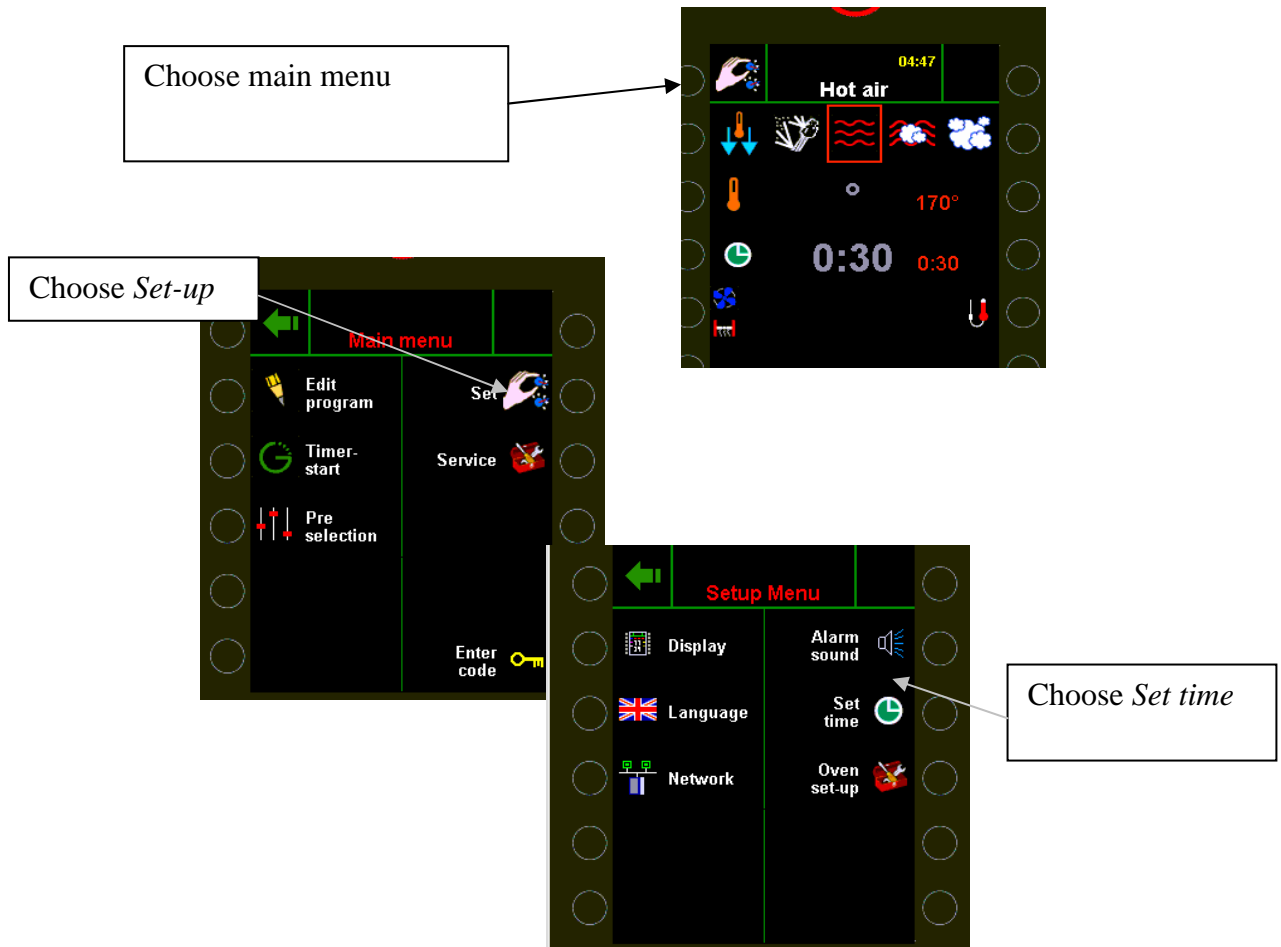 Choose main menu
04:47
Hot air
170°
0:30
0:30
Choose Set-up
Main menu
Edit
program
Set
Timer-
start
Service
Pre
selection
Enter
code
Setup Menu
Display
Alarm
sound
Language
Set
time
Network
Oven
set-up
Choose Set time